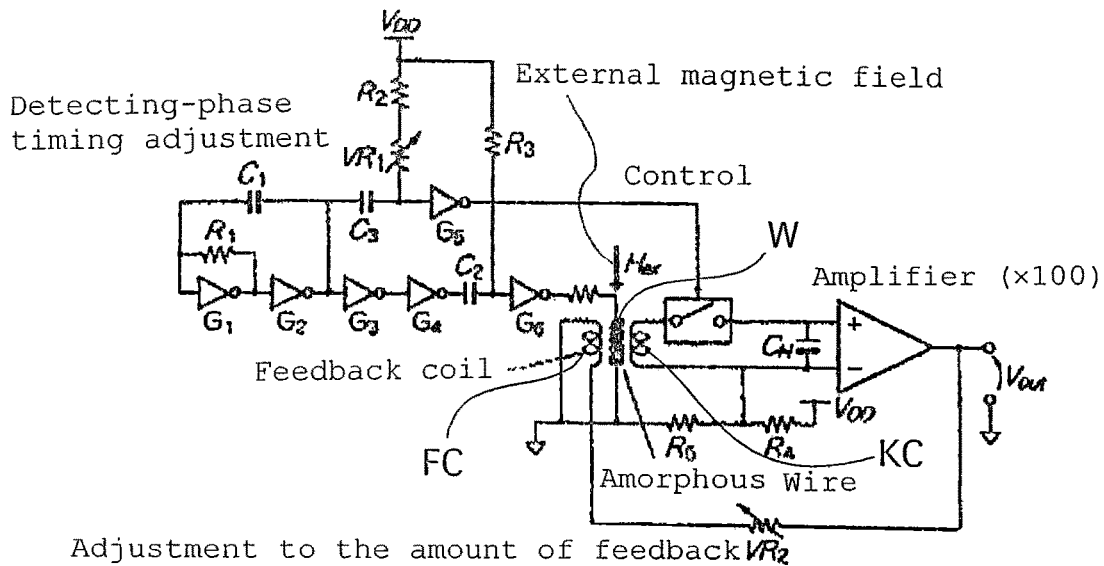 VDD
External magnetic field
R2
Detecting-phase
timing adjustment
VR1
R3
C1
Control
C3
G5
W
R1
C2
Hex
Amplifier (×100)
G1
G2
G3
G4
G6
+
CH
Feedback coil
−
Vout
VDD
FC
R5
R4
KC
Amorphous Wire
Adjustment to the amount of feedback VR2